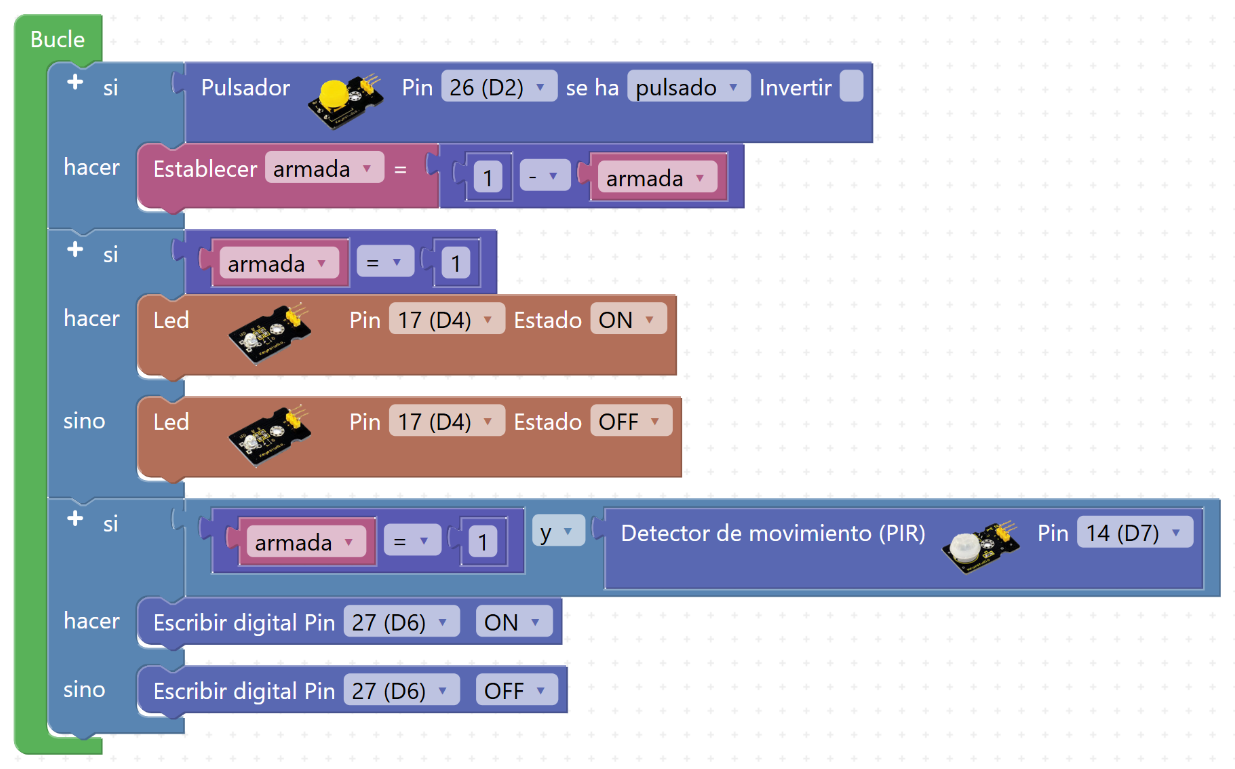 Bucle
+ si Pulsador Pin 26 (D2) se ha pulsado Invertir
hacer Establecer armada = 1 - armada
+ si armada = 1
hacer Led Pin 17 (D4) Estado ON
sino Led Pin 17 (D4) Estado OFF
+ si armada = 1 y Detector de movimiento (PIR) Pin 14 (D7)
hacer Escribir digital Pin 27 (D6) ON
sino Escribir digital Pin 27 (D6) OFF